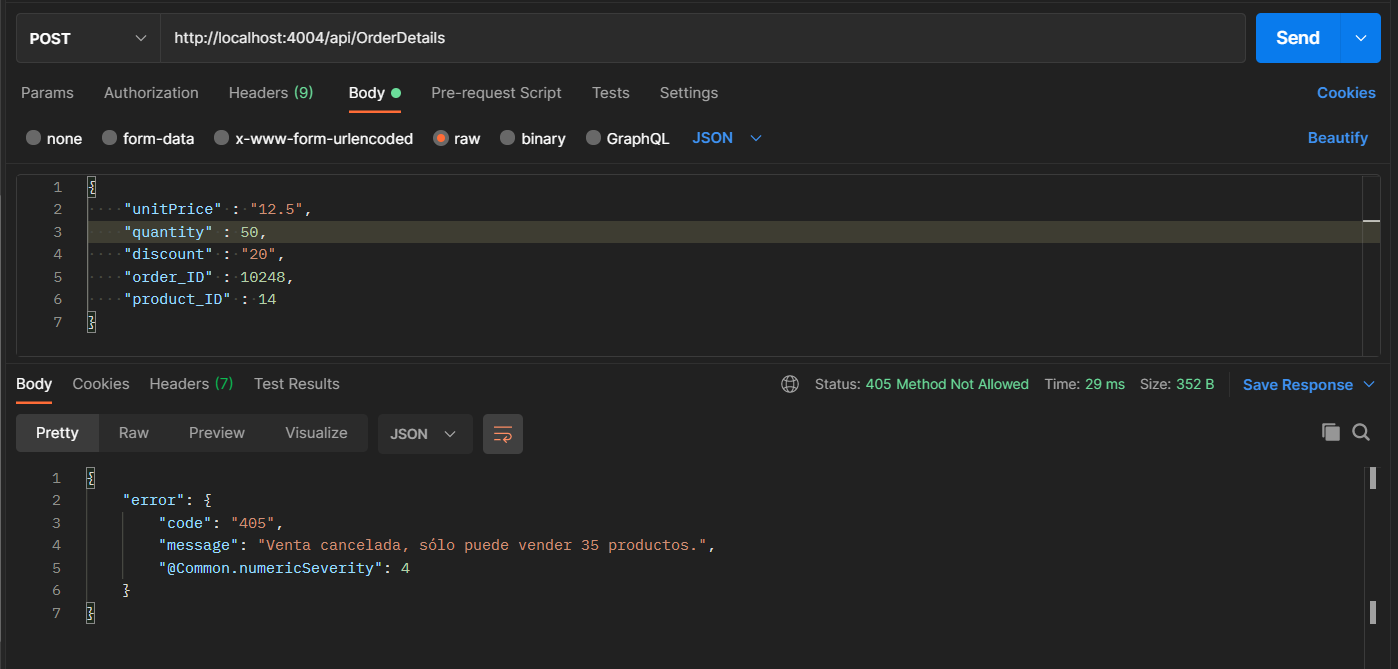 POST http://localhost:4004/api/OrderDetails Send
Params Authorization Headers (9) Body Pre-request Script Tests Settings Cookies
none form-data x-www-form-urlencoded raw binary GraphQL JSON Beautify
1 {
2 ····"unitPrice"·:·"12.5",
3 ····"quantity"·:·50,
4 ····"discount"·:·"20",
5 ····"order_ID"·:·10248,
6 ····"product_ID"·:·14
7 }
Body Cookies Headers (7) Test Results Status: 405 Method Not Allowed Time: 29 ms Size: 352 B Save Response
Pretty Raw Preview Visualize JSON
1 {
2 "error": {
3 "code": "405",
4 "message": "Venta cancelada, sólo puede vender 35 productos.",
5 "@Common.numericSeverity": 4
6 }
7 }